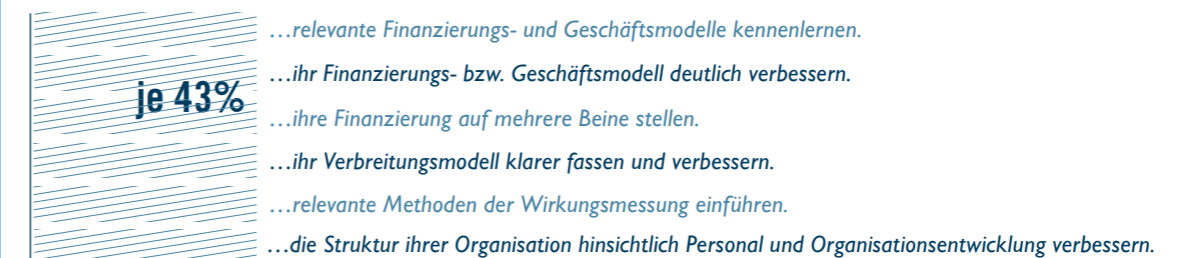 …relevante Finanzierungs- und Geschäftsmodelle kennenlernen.
…ihr Finanzierungs- bzw. Geschäftsmodell deutlich verbessern.
je 43%
…ihre Finanzierung auf mehrere Beine stellen.
…ihr Verbreitungsmodell klarer fassen und verbessern.
…relevante Methoden der Wirkungsmessung einführen.
…die Struktur ihrer Organisation hinsichtlich Personal und Organisationsentwicklung verbessern.